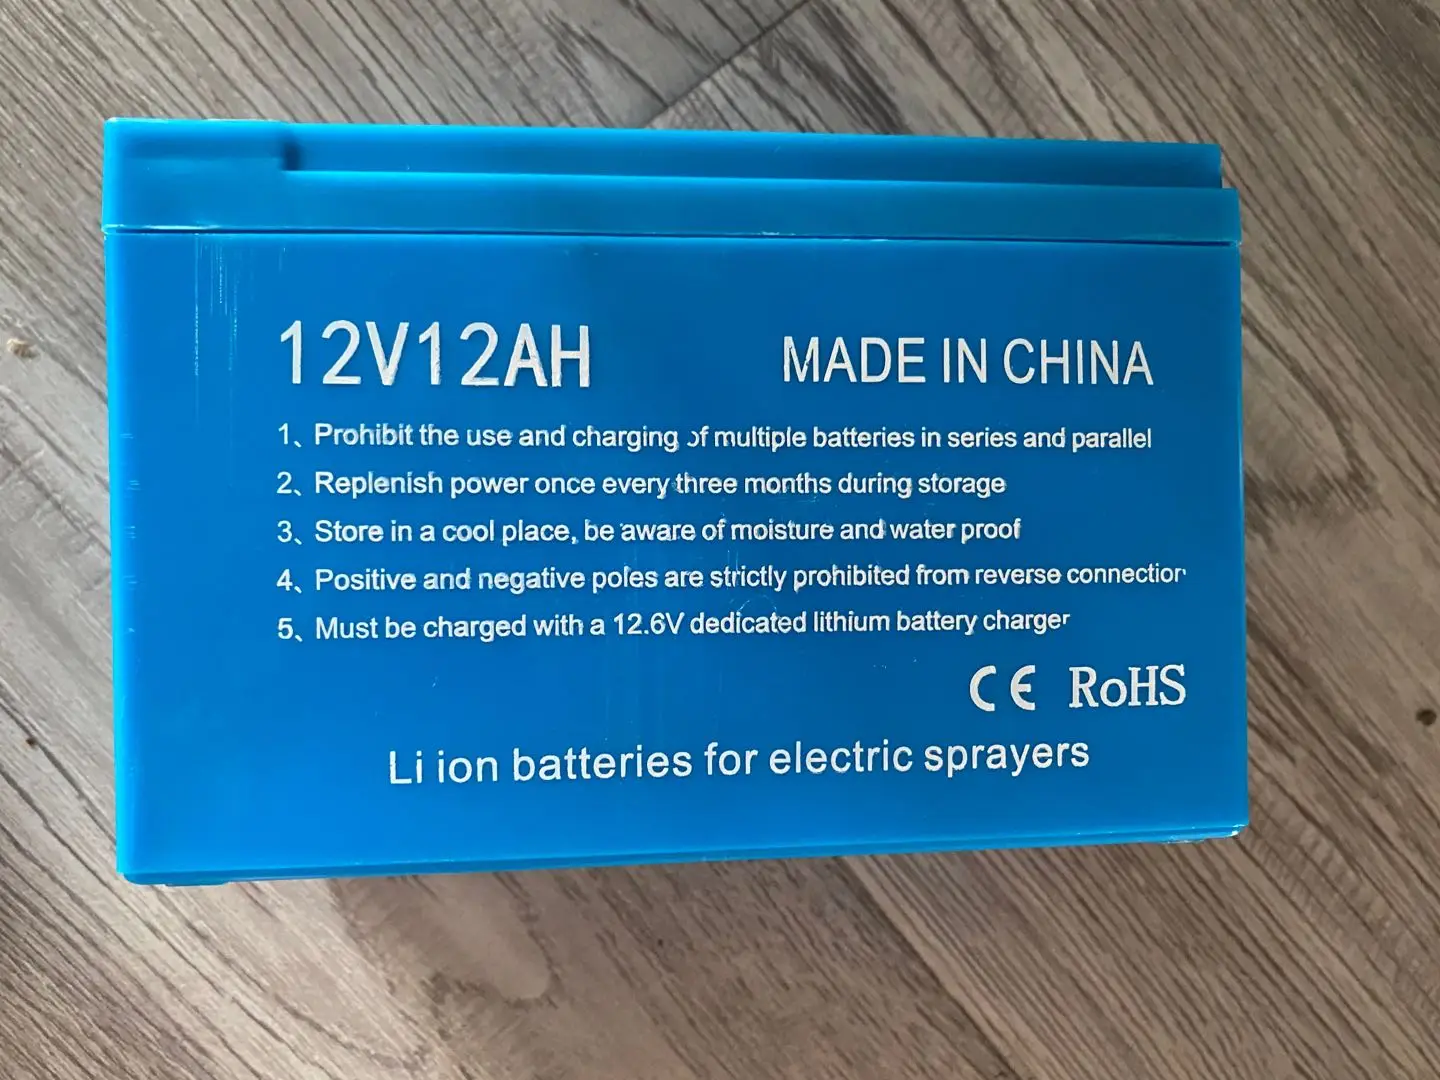 12V12AH
MADE IN CHINA
1、Prohibit the use and charging of multiple batteries in series and parallel
2、Replenish power once every three months during storage
3、Store in a cool place, be aware of moisture and water proof
4、Positive and negative poles are strictly prohibited from reverse connection
5、Must be charged with a 12.6V dedicated lithium battery charger
CE RoHS
Li ion batteries for electric sprayers